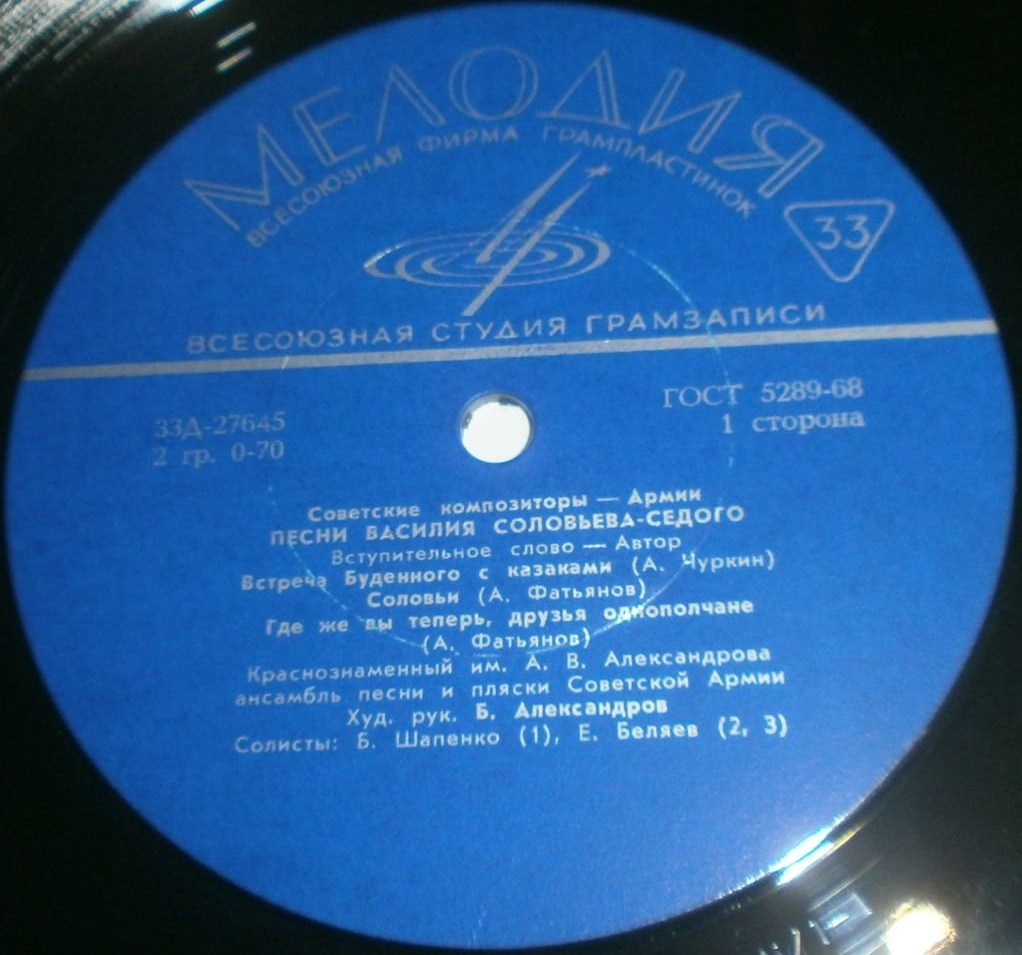 МЕЛОДИЯ
ВСЕСОЮЗНАЯ ФИРМА ГРАМПЛАСТИНОК
33
ВСЕСОЮЗНАЯ СТУДИЯ ГРАМЗАПИСИ
33Д-27645
2 гр. 0-70
ГОСТ 5289-68
1 сторона
Советские композиторы — Армии
ПЕСНИ ВАСИЛИЯ СОЛОВЬЕВА-СЕДОГО
Вступительное слово — Автор
Встреча Буденного с казаками (А. Чуркин)
Соловьи (А. Фатьянов)
Где же вы теперь, друзья однополчане
(А. Фатьянов)
Краснознаменный им. А. В. Александрова
ансамбль песни и пляски Советской Армии
Худ. рук. Б. Александров
Солисты: Б. Шапенко (1), Е. Беляев (2, 3)